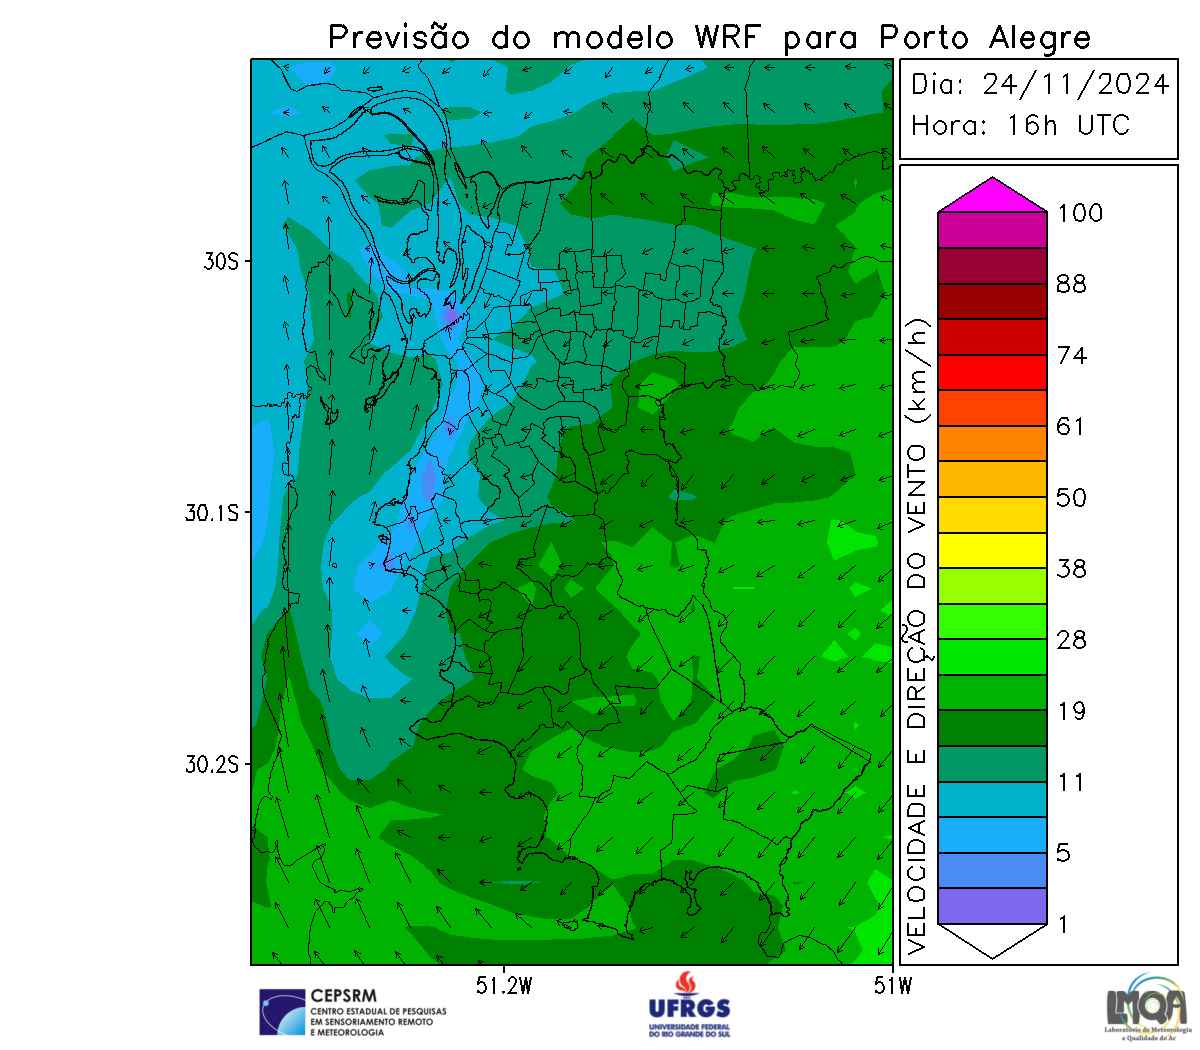 Previsão do modelo WRF para Porto Alegre
Dia: 24/11/2024
Hora: 16h UTC
30S
30.1S
30.2S
51.2W
51W
VELOCIDADE E DIREÇÃO DO VENTO (km/h)
100
88
74
61
50
38
28
19
11
5
1
CEPSRM
CENTRO ESTADUAL DE PESQUISAS
EM SENSORIAMENTO REMOTO
E METEOROLOGIA
UFRGS
UNIVERSIDADE FEDERAL
DO RIO GRANDE DO SUL
LMQA
Laboratório de Meteorologia
e Qualidade do Ar